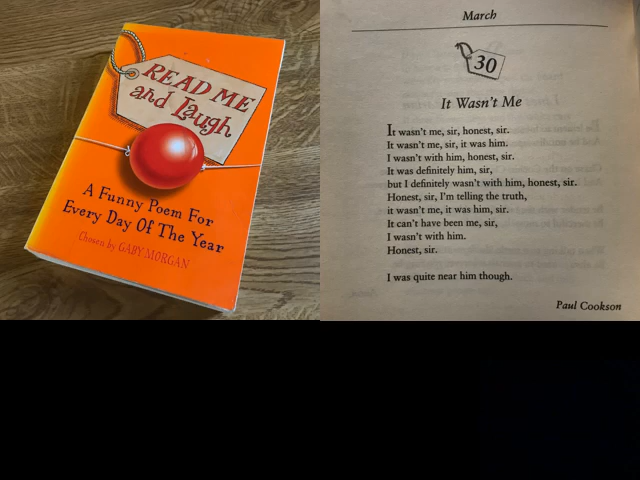 READ ME
and Laugh
A Funny Poem For
Every Day Of The Year
Chosen by GABY MORGAN
March
30
It Wasn't Me
It wasn't me, sir, honest, sir.
It wasn't me, sir, it was him.
I wasn't with him, honest, sir.
It was definitely him, sir,
but I definitely wasn't with him, honest, sir.
Honest, sir, I'm telling the truth,
it wasn't me, it was him, sir.
It can't have been me, sir,
I wasn't with him.
Honest, sir.
I was quite near him though.
Paul Cookson